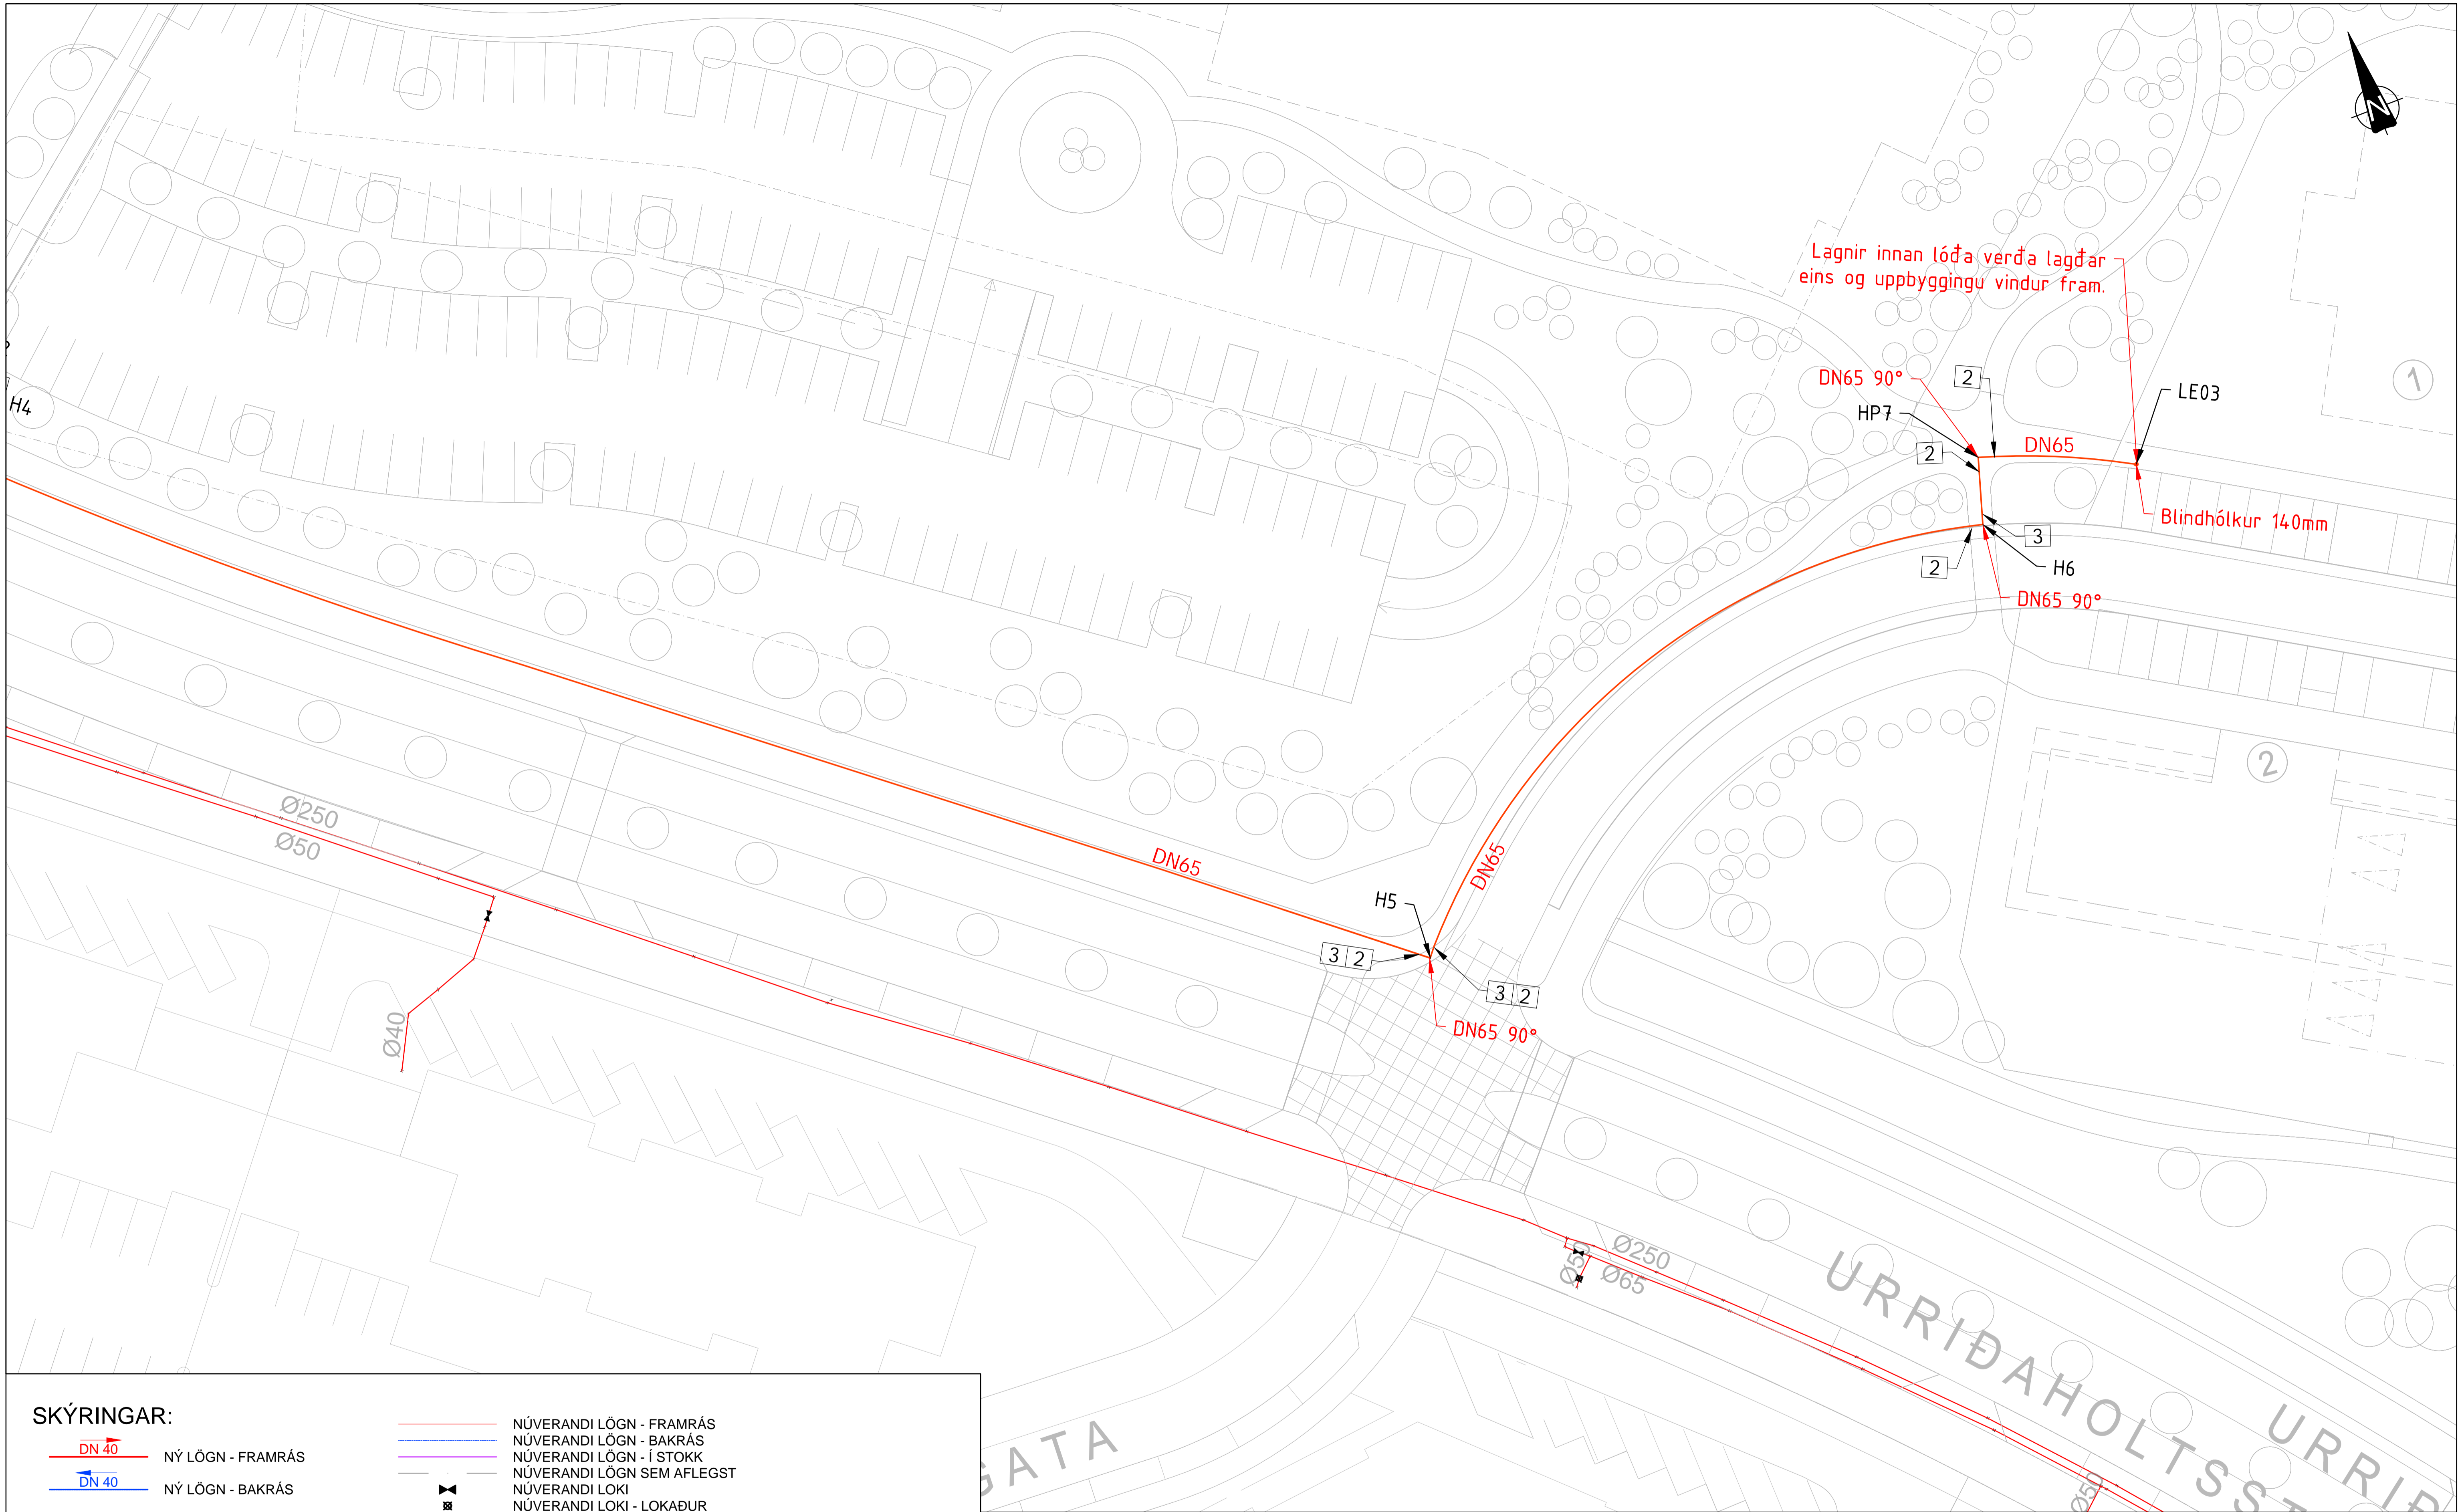 N
Lagnir innan lóða verða lagðar
eins og uppbyggingu vindur fram.
DN65 90°
2
1
HP7
LE03
2
DN65
H4
Blindhólkur 140mm
3
2
H6
DN65 90°
2
Ø250
Ø50
DN65
DN65
H5
3 2
3 2
DN65 90°
Ø40
Ø50
Ø250
Ø65
URRIÐAHOLTSST
URRIÐ
GATA
Ø50
SKÝRINGAR:
DN 40
NÝ LÖGN - FRAMRÁS
DN 40
NÝ LÖGN - BAKRÁS
NÚVERANDI LÖGN - FRAMRÁS
NÚVERANDI LÖGN - BAKRÁS
NÚVERANDI LÖGN - Í STOKK
NÚVERANDI LÖGN SEM AFLEGST
NÚVERANDI LOKI
NÚVERANDI LOKI - LOKAÐUR